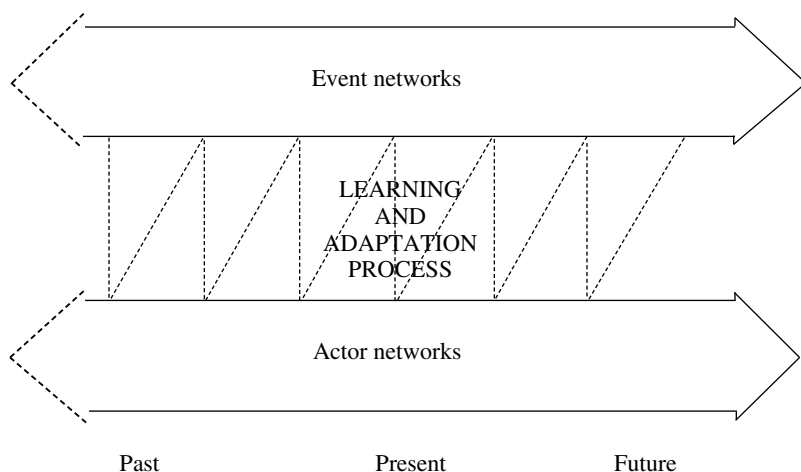 Event networks
LEARNING
AND
ADAPTATION
PROCESS
Actor networks
Past Present Future